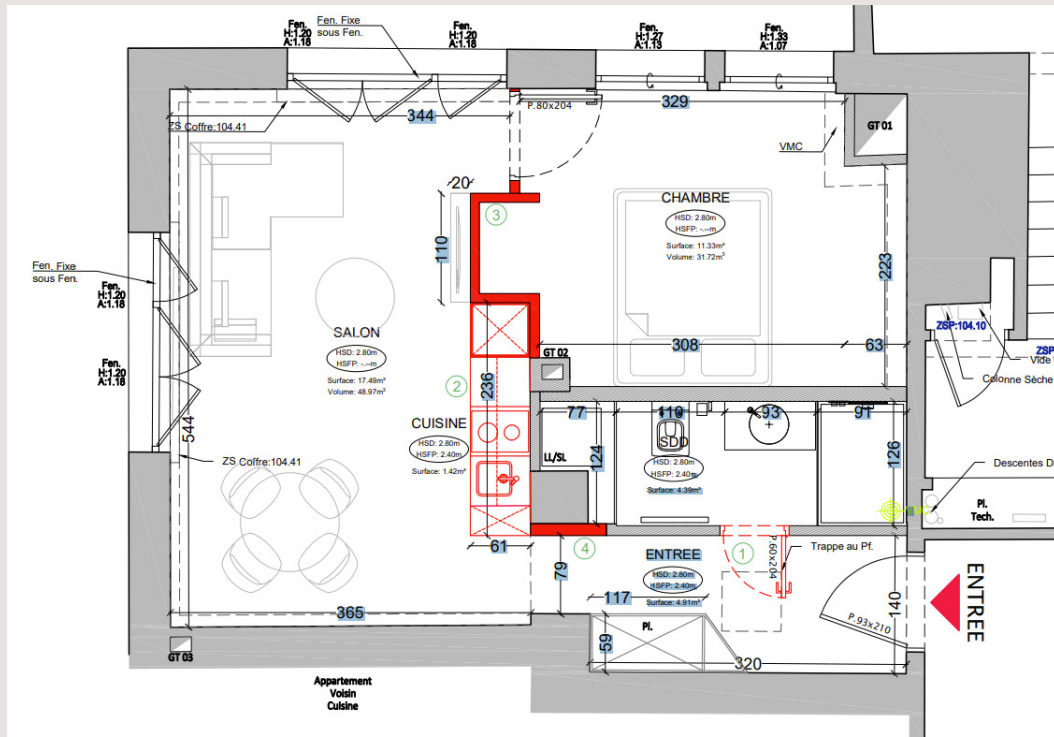 Fen. Fixe
sous Fen.
Fen.
H:1.20
A:1.18
Fen.
H:1.20
A:1.18
Fen.
H:1.27
A:1.13
Fen.
H:1.33
A:1.07
344
P.80x204
329
ZS Coffre:104.41
VMC
GT 01
20
3
110
CHAMBRE
HSD: 2.80m
HSFP: -.--m
Surface: 11.33m²
Volume: 31.72m³
223
Fen. Fixe
sous Fen.
Fen.
H:1.20
A:1.18
SALON
HSD: 2.80m
HSFP: -.--m
Surface: 17.49m²
Volume: 48.97m³
308
63
GT 02
ZSP:104.10
ZSP
Vide
Colonne Sèche
Fen.
H:1.20
A:1.18
2
236
544
CUISINE
HSD: 2.80m
HSFP: 2.40m
Surface: 1.42m²
77
110
93
91
SDD
HSD: 2.80m
HSFP: 2.40m
Surface: 4.39m²
124
126
LL/SL
ZS Coffre:104.41
Descentes D
VMC
Pl.
Tech.
61
4
79
ENTREE
HSD: 2.80m
HSFP: 2.40m
Surface: 4.91m²
1
P.60x204
Trappe au Pf.
ENTREE
117
140
P.93x210
365
59
Pl.
320
GT 03
Appartement
Voisin
Cuisine